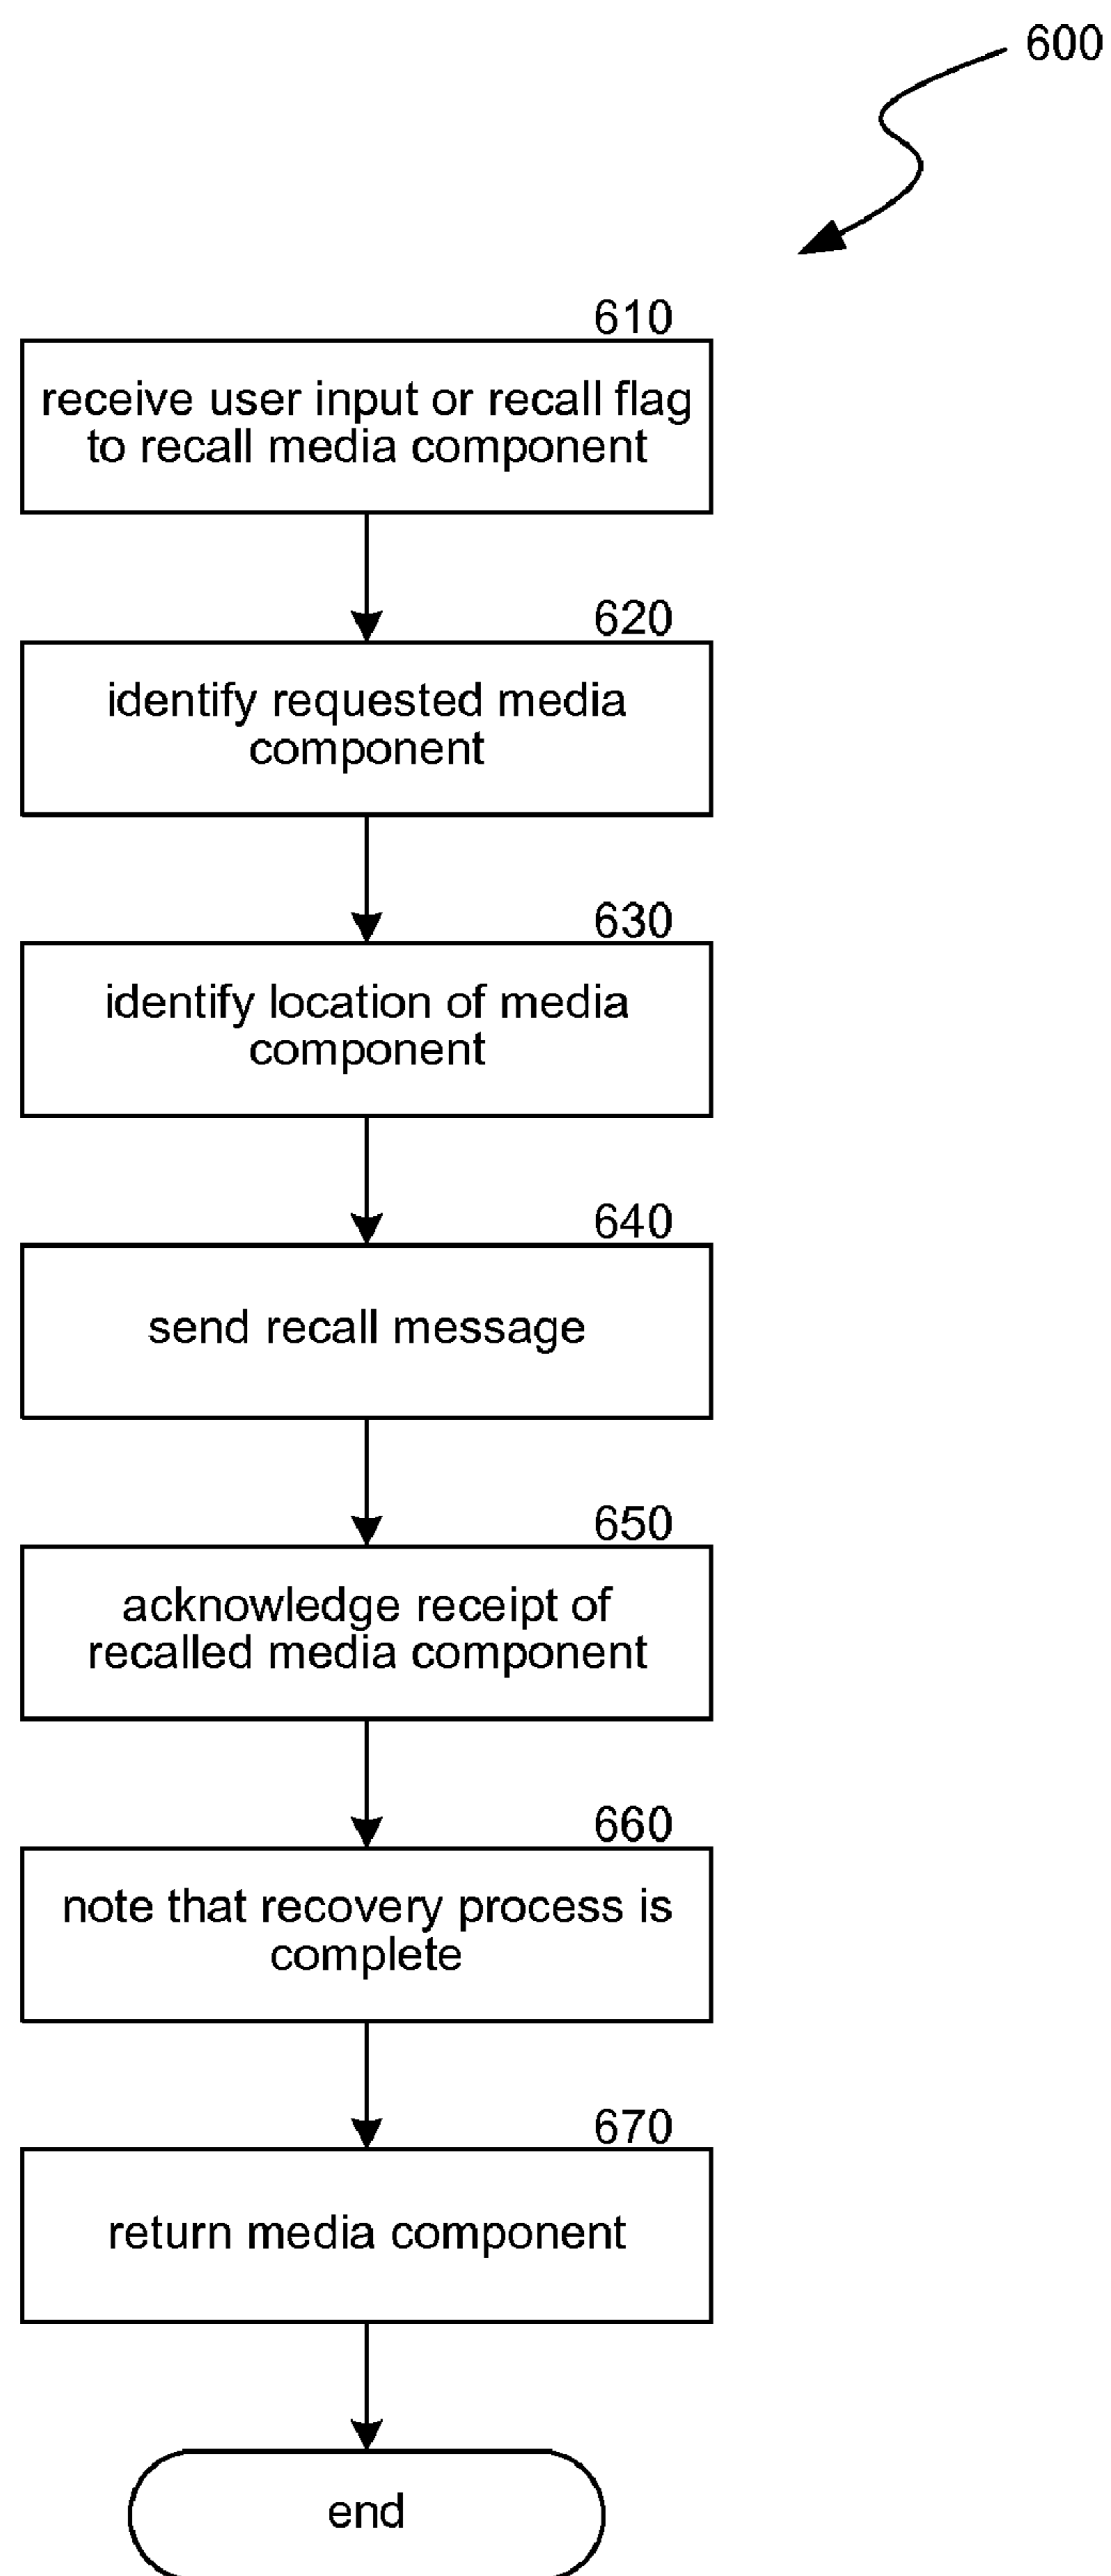 600
610
receive user input or recall flag
to recall media component
620
identify requested media
component
630
identify location of media
component
640
send recall message
650
acknowledge receipt of
recalled media component
660
note that recovery process is
complete
670
return media component
end